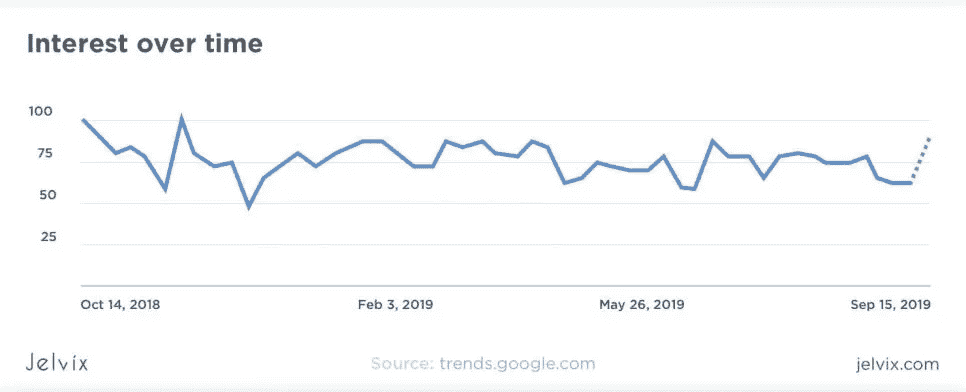 Interest over time
100
75
50
25
Oct 14, 2018 Feb 3, 2019 May 26, 2019 Sep 15, 2019
Jelvix Source: trends.google.com jelvix.com